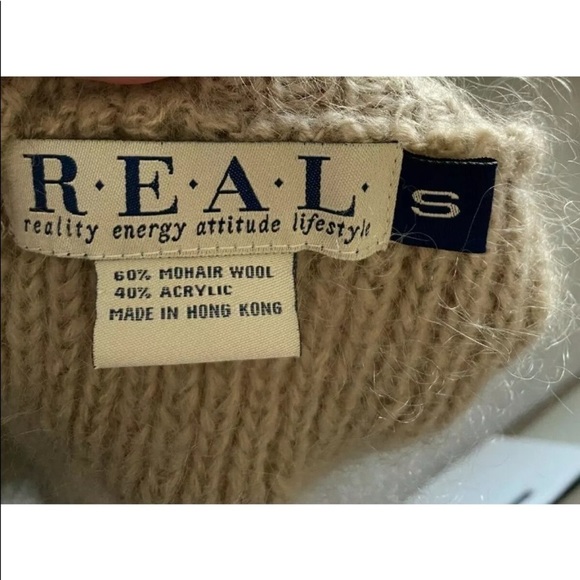 R·E·A·L·
reality energy attitude lifestyle
S
60% MOHAIR WOOL
40% ACRYLIC
MADE IN HONG KONG